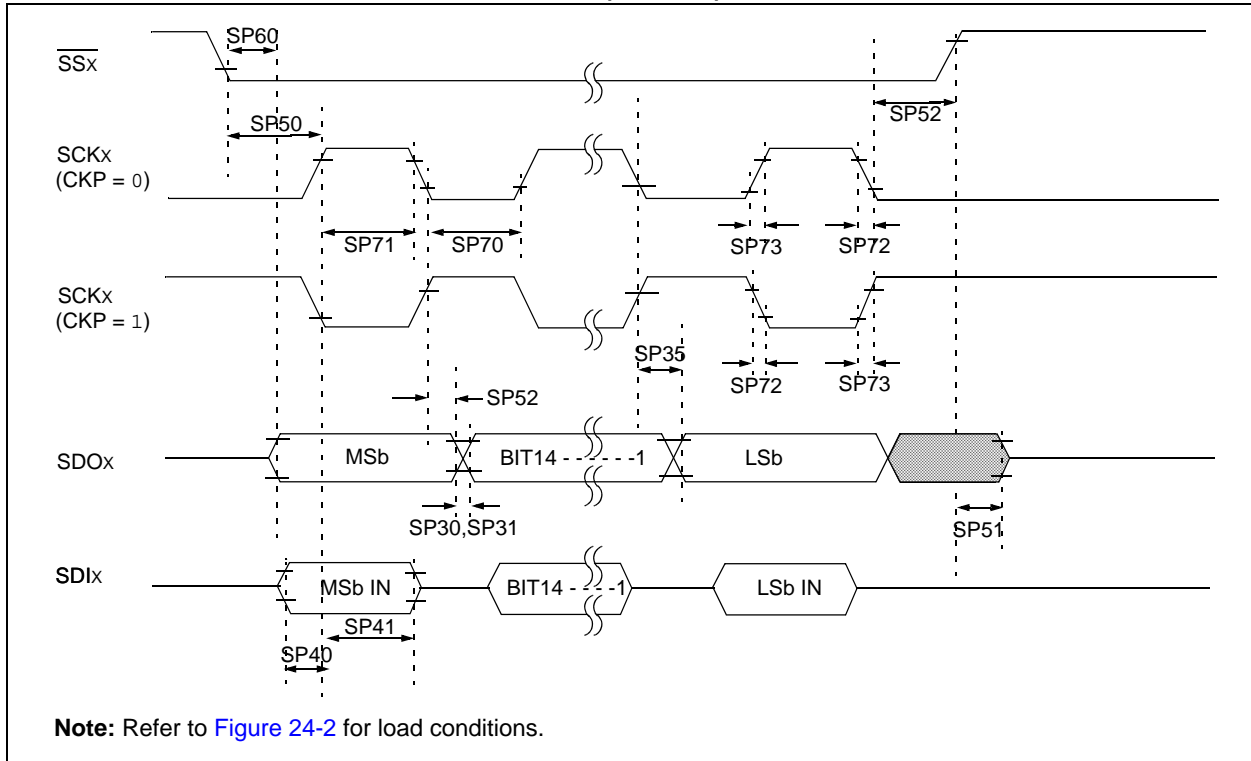 SP60
SSX
SP52
SP50
SCKX
(CKP = 0)
SP71
SP70
SP73
SP72
SCKX
(CKP = 1)
SP35
SP72
SP73
SP52
SDOX
MSb
BIT14 - - - - - -1
LSb
SP30,SP31
SP51
SDIX
MSb IN
BIT14 - - - -1
LSb IN
SP41
SP40
Note: Refer to Figure 24-2 for load conditions.